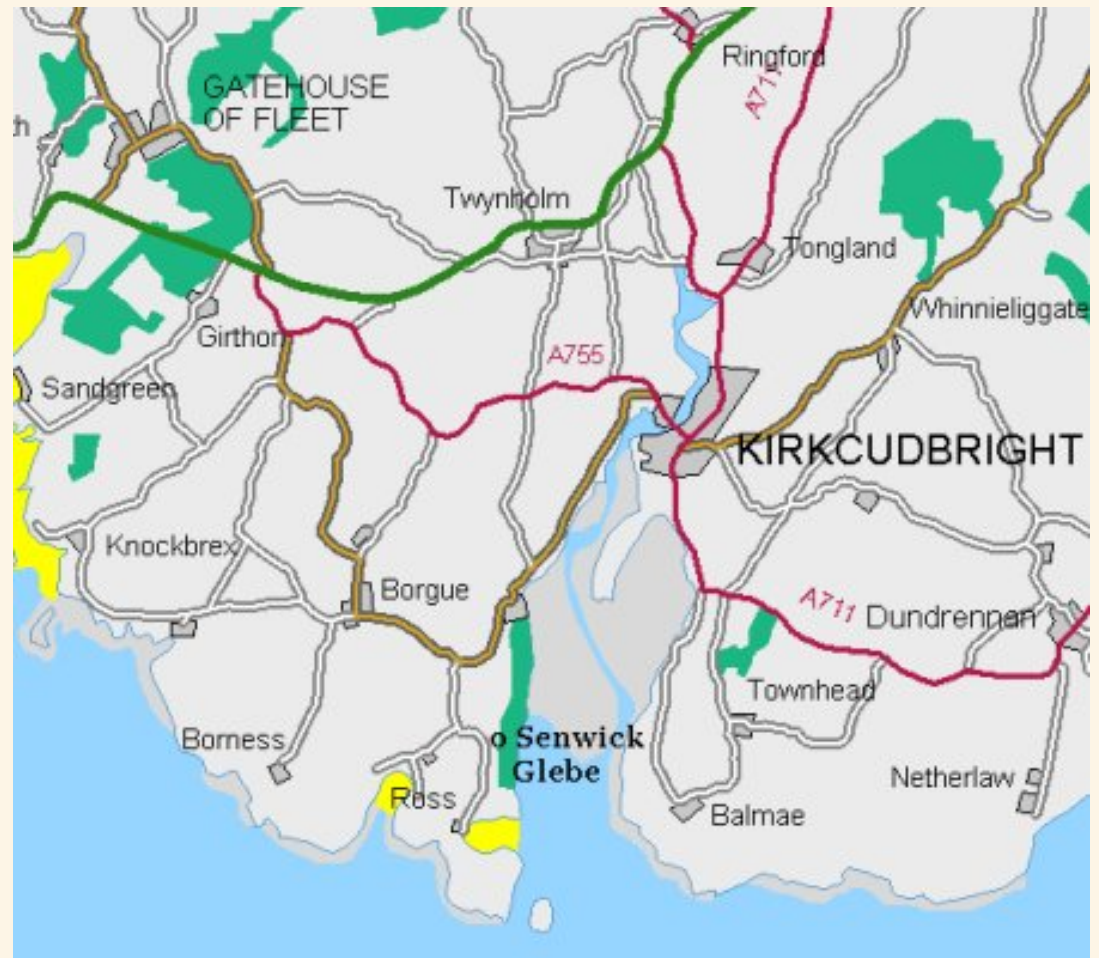 Ringford
A711
GATEHOUSE
OF FLEET
th
Twynholm
Tongland
Whinnieliggate
Girthon
A755
Sandgreen
KIRKCUDBRIGHT
Knockbrex
Borgue
A711
Dundrennan
Townhead
Borness
o Senwick
Glebe
Ross
Netherlaw
Balmae